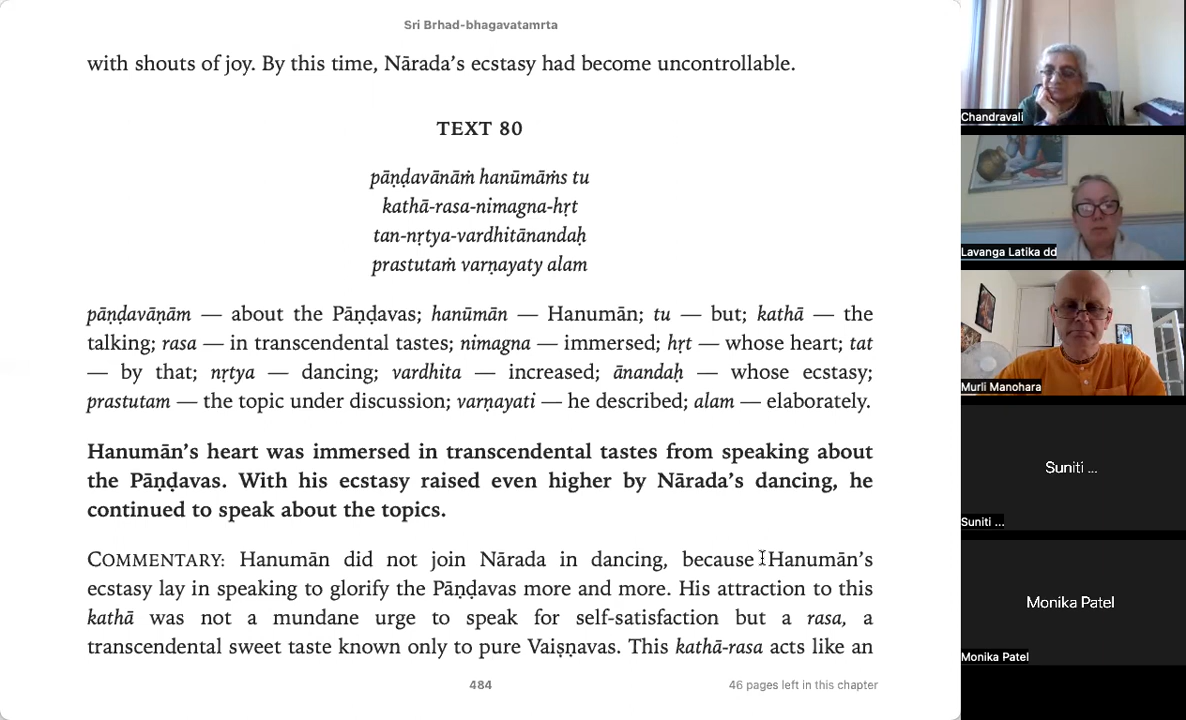 Sri Brhad-bhagavatamrta
with shouts of joy. By this time, Nārada’s ecstasy had become uncontrollable.
TEXT 80
pāṇḍavānāṁ hanūmāṁs tu
kathā-rasa-nimagna-hṛt
tan-nṛtya-vardhitānandaḥ
prastutaṁ varṇayaty alam
pāṇḍavāṇām — about the Pāṇḍavas; hanūmān — Hanumān; tu — but; kathā — the
talking; rasa — in transcendental tastes; nimagna — immersed; hṛt — whose heart; tat
— by that; nṛtya — dancing; vardhita — increased; ānandaḥ — whose ecstasy;
prastutam — the topic under discussion; varṇayati — he described; alam — elaborately.
Hanumān’s heart was immersed in transcendental tastes from speaking about
the Pāṇḍavas. With his ecstasy raised even higher by Nārada’s dancing, he
continued to speak about the topics.
COMMENTARY: Hanumān did not join Nārada in dancing, because Hanumān’s
ecstasy lay in speaking to glorify the Pāṇḍavas more and more. His attraction to this
kathā was not a mundane urge to speak for self-satisfaction but a rasa, a
transcendental sweet taste known only to pure Vaiṣṇavas. This kathā-rasa acts like an
484
46 pages left in this chapter
Chandravali
Lavanga Latika dd
Murli Manohara
Suniti ...
Suniti ...
Monika Patel
Monika Patel